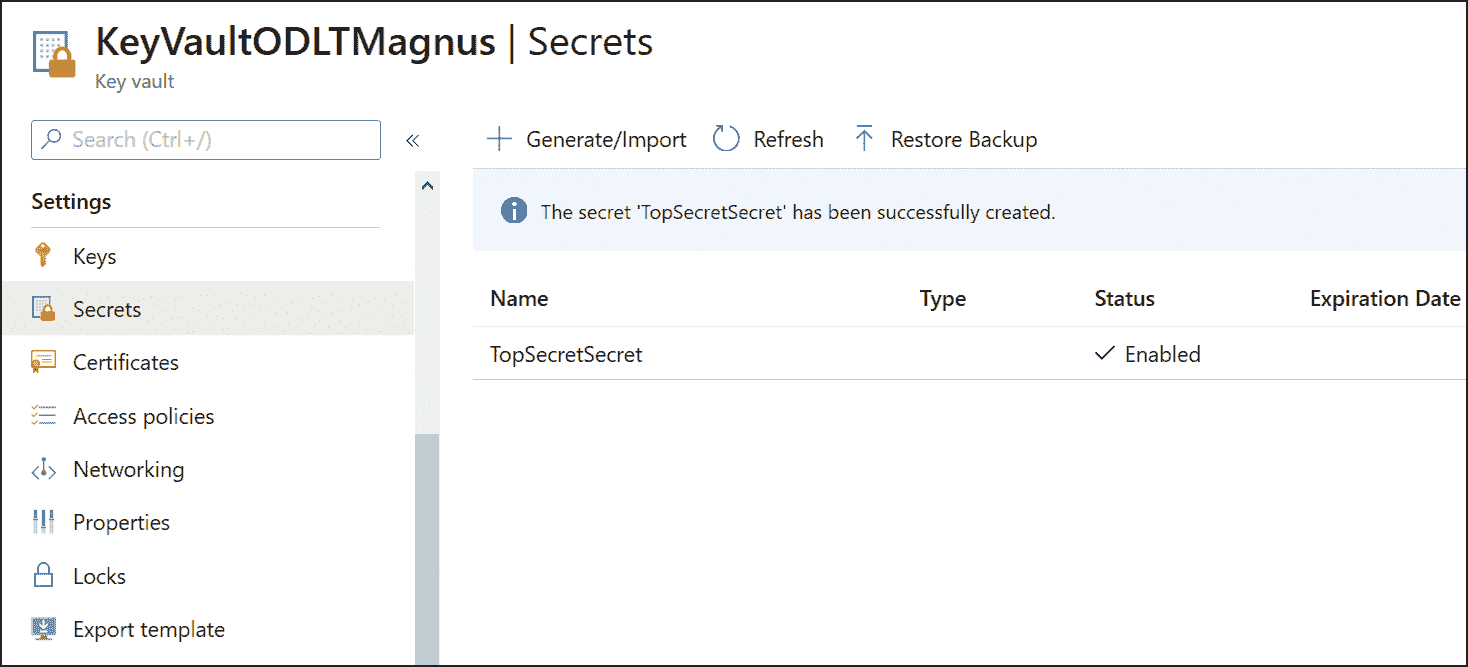 KeyVaultODLTMagnus | Secrets
Key vault
Search (Ctrl+/)
«
Generate/Import Refresh Restore Backup
Settings
Keys
Secrets
Certificates
Access policies
Networking
Properties
Locks
Export template
The secret 'TopSecretSecret' has been successfully created.
Name Type Status Expiration Date
TopSecretSecret Enabled